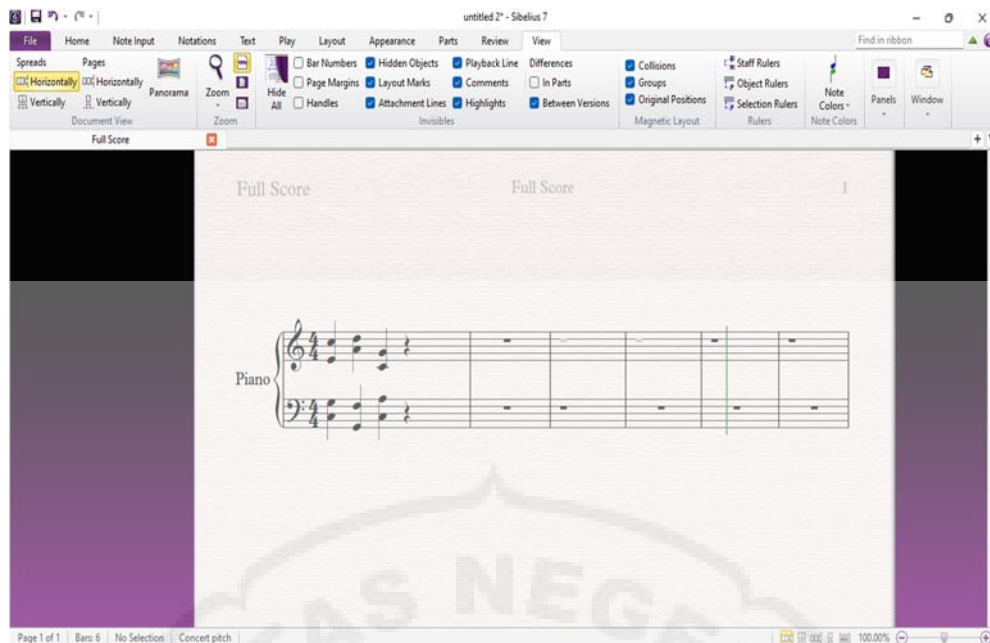 untitled 2* - Sibelius 7
File Home Note Input Notations Text Play Layout Appearance Parts Review View Find in ribbon
Spreads Pages
Horizontally Horizontally
Vertically Vertically
Panorama
Document View
Zoom
Zoom
Hide All
Bar Numbers Hidden Objects Playback Line
Page Margins Layout Marks Comments
Handles Attachment Lines Highlights
Differences
In Parts
Between Versions
Invisibles
Collisions
Groups
Original Positions
Magnetic Layout
Staff Rulers
Object Rulers
Selection Rulers
Rulers
Note Colors
Note Colors
Panels
Window
Full Score
Full Score Full Score 1
Piano
AS NEGE
Page 1 of 1 Bars: 6 No Selection Concert pitch 100.00%